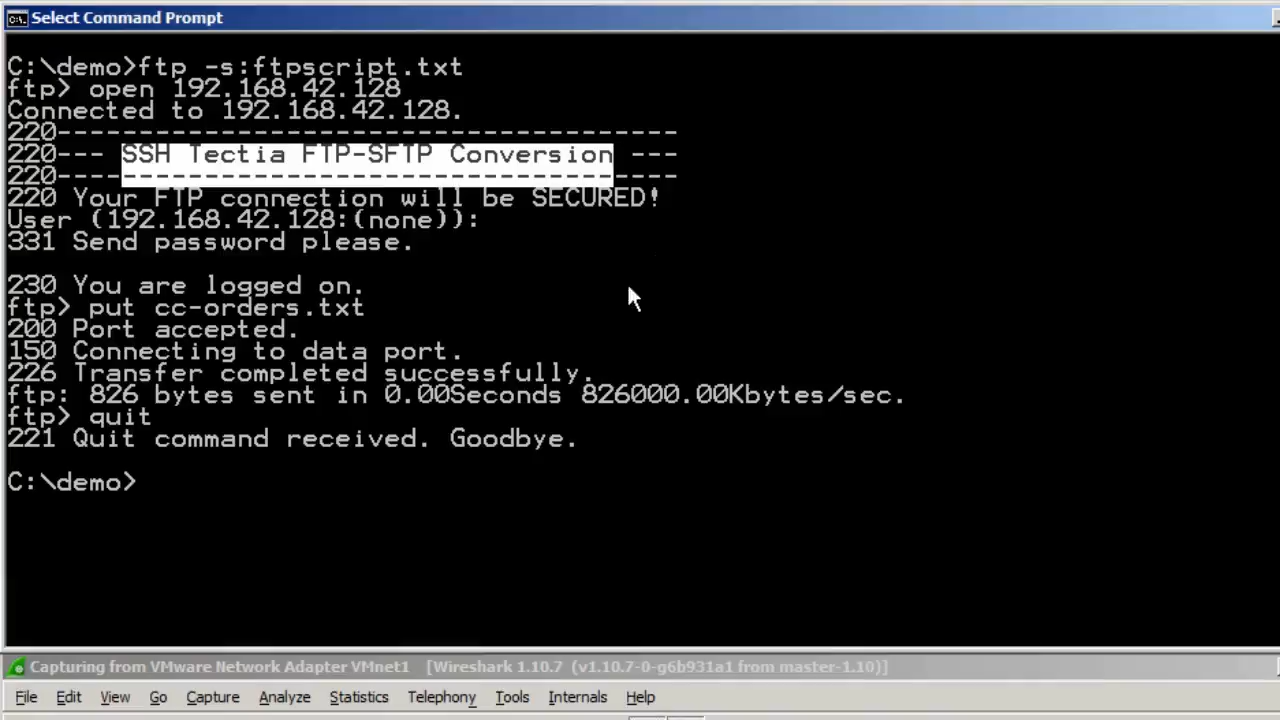 Select Command Prompt
C:\demo>ftp -s:ftpscript.txt
ftp> open 192.168.42.128
Connected to 192.168.42.128.
220--------------------------------------
220--- SSH Tectia FTP-SFTP Conversion ---
220--------------------------------------
220 Your FTP connection will be SECURED!
User (192.168.42.128:(none)):
331 Send password please.
230 You are logged on.
ftp> put cc-orders.txt
200 Port accepted.
150 Connecting to data port.
226 Transfer completed successfully.
ftp: 826 bytes sent in 0.00Seconds 826000.00Kbytes/sec.
ftp> quit
221 Quit command received. Goodbye.
C:\demo>
Capturing from VMware Network Adapter VMnet1 [Wireshark 1.10.7 (v1.10.7-0-g6b931a1 from master-1.10)]
File Edit View Go Capture Analyze Statistics Telephony Tools Internals Help